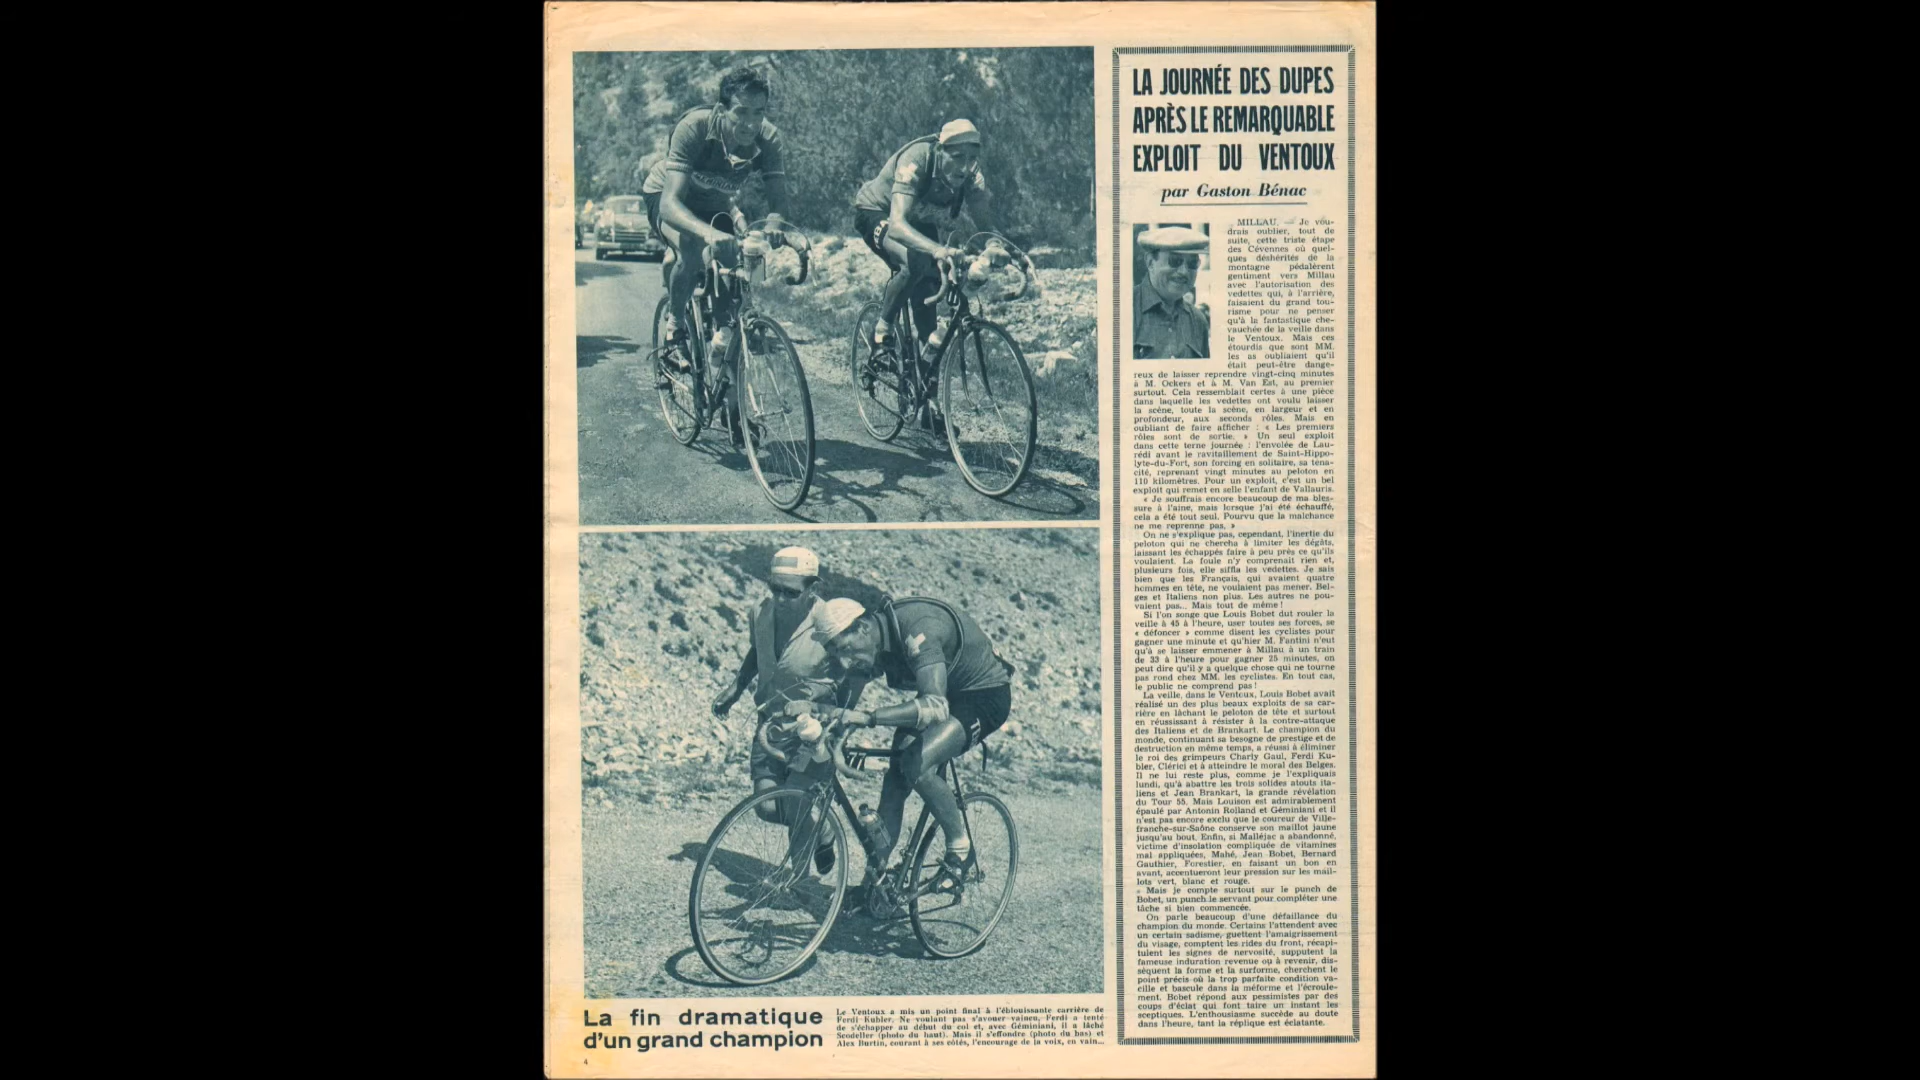 LA JOURNÉE DES DUPES
APRÈS LE REMARQUABLE
EXPLOIT DU VENTOUX
par Gaston Bénac
MILLAU. — Je vou-
drais oublier, tout de
suite, cette triste étape
des Cévennes où quel-
ques déshérités de la
montagne pédalèrent
gentiment vers Millau
avec l'autorisation des
vedettes qui, à l'arrière,
faisaient du grand tou-
risme pour ne penser
qu'à la fantastique che-
vauchée de la veille dans
le Ventoux. Mais ces
étourdis que sont MM.
les as oubliaient qu'il
était peut-être dange-
reux de laisser reprendre vingt-cinq minutes
à M. Ockers et à M. Van Est, au premier
surtout. Cela ressemblait certes à une pièce
dans laquelle les vedettes ont voulu laisser
la scène, toute la scène, en largeur et en
profondeur, aux seconds rôles. Mais en
oubliant de faire afficher : « Les premiers
rôles sont de sortie. » Un seul exploit
dans cette terne journée : l'envolée de Lau-
rédi avant le ravitaillement de Saint-Hippo-
lyte-du-Fort, son forcing en solitaire, sa téna-
cité, reprenant vingt minutes au peloton en
110 kilomètres. Pour un exploit, c'est un bel
exploit qui remet en selle l'enfant de Vallauris.
« Je souffrais encore beaucoup de ma bles-
sure à l'aine, mais lorsque j'ai été échauffé,
cela a été tout seul. Pourvu que la malchance
ne me reprenne pas. »
On ne s'explique pas, cependant, l'inertie du
peloton qui ne chercha à limiter les dégâts,
laissant les échappés faire à peu près ce qu'ils
voulaient. La foule n'y comprenait rien et,
plusieurs fois, elle siffla les vedettes. Je sais
bien que les Français, qui avaient quatre
hommes en tête, ne voulaient pas mener. Bel-
ges et Italiens non plus. Les autres ne pou-
vaient pas... Mais tout de même !
Si l'on songe que Louis Bobet dut rouler la
veille à 45 à l'heure, user toutes ses forces, se
« défoncer » comme disent les cyclistes pour
gagner une minute et qu'hier M. Fantini n'eut
qu'à se laisser emmener à Millau à un train
de 33 à l'heure pour gagner 25 minutes, on
peut dire qu'il y a quelque chose qui ne tourne
pas rond chez MM. les cyclistes. En tout cas,
le public ne comprend pas !
La veille, dans le Ventoux, Louis Bobet avait
réalisé un des plus beaux exploits de sa car-
rière en lâchant le peloton de tête et surtout
en réussissant à résister à la contre-attaque
des Italiens et de Brankart. Le champion du
monde, continuant sa besogne de prestige et de
destruction en même temps, a réussi à éliminer
le roi des grimpeurs Charly Gaul, Ferdi Ku-
bler, Clérici et à atteindre le moral des Belges.
Il ne lui reste plus, comme je l'expliquais
lundi, qu'à abattre les trois solides atouts ita-
liens et Jean Brankart, la grande révélation
du Tour 55. Mais Louison est admirablement
épaulé par Antonin Rolland et Géminiani et il
n'est pas encore exclu que le coureur de Ville-
franche-sur-Saône conserve son maillot jaune
jusqu'au bout. Enfin, si Malléjac a abandonné,
victime d'insolation compliquée de vitamines
mal appliquées, Mahé, Jean Bobet, Bernard
Gauthier, Forestier, en faisant un bon en
avant, accentueront leur pression sur les mail-
lots vert, blanc et rouge.
« Mais je compte surtout sur le punch de
Bobet, un punch le servant pour compléter une
tâche si bien commencée.
On parle beaucoup d'une défaillance du
champion du monde. Certains l'attendent avec
un certain sadisme, guettent l'amaigrissement
du visage, comptent les rides du front, récapi-
tulent les signes de nervosité, supputent la
fameuse induration revenue ou à revenir, dis-
sèquent la forme et la surforme, cherchent le
point précis où la trop parfaite condition va-
cille et bascule dans la méforme et l'écroule-
ment. Bobet répond aux pessimistes par des
coups d'éclat qui font taire un instant les
sceptiques. L'enthousiasme succède au doute
dans l'heure, tant la réplique est éclatante.
77
La fin dramatique
d'un grand champion
Le Ventoux a mis un point final à l'éblouissante carrière de
Ferdi Kubler. Ne voulant pas s'avouer vaincu, Ferdi a tenté
de s'échapper au début du col et, avec Géminiani, il a lâché
Scodeller (photo du haut). Mais il s'effondre (photo du bas) et
Alex Burtin, courant à ses côtés, l'encourage de la voix, en vain...
4